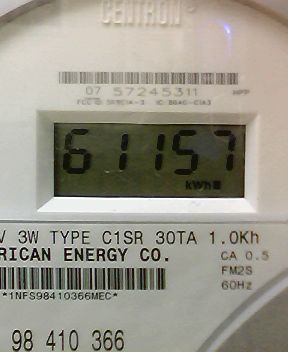 CENTRON
07 57245311
61157
kWh
V 3W TYPE C1SR 30TA 1.0Kh
RICAN ENERGY CO.
CA 0.5
FM2S
60Hz
*1NFS98410366MEC*
98 410 366